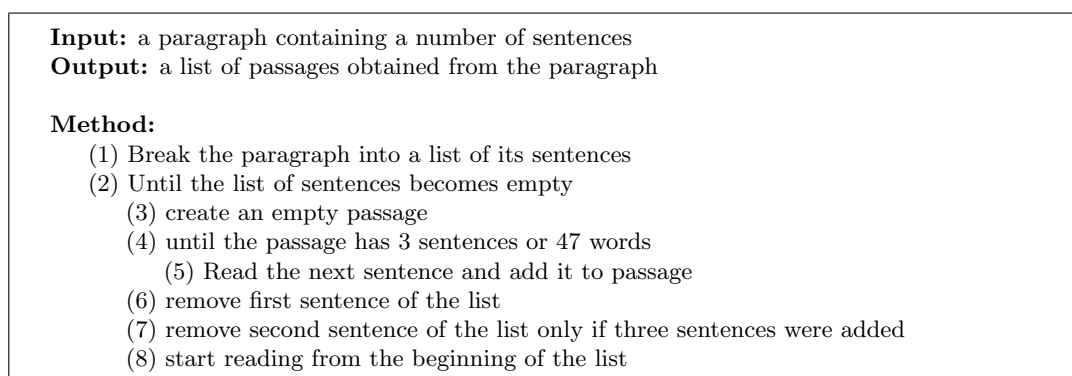 Input: a paragraph containing a number of sentences
Output: a list of passages obtained from the paragraph
Method:
(1) Break the paragraph into a list of its sentences
(2) Until the list of sentences becomes empty
(3) create an empty passage
(4) until the passage has 3 sentences or 47 words
(5) Read the next sentence and add it to passage
(6) remove first sentence of the list
(7) remove second sentence of the list only if three sentences were added
(8) start reading from the beginning of the list